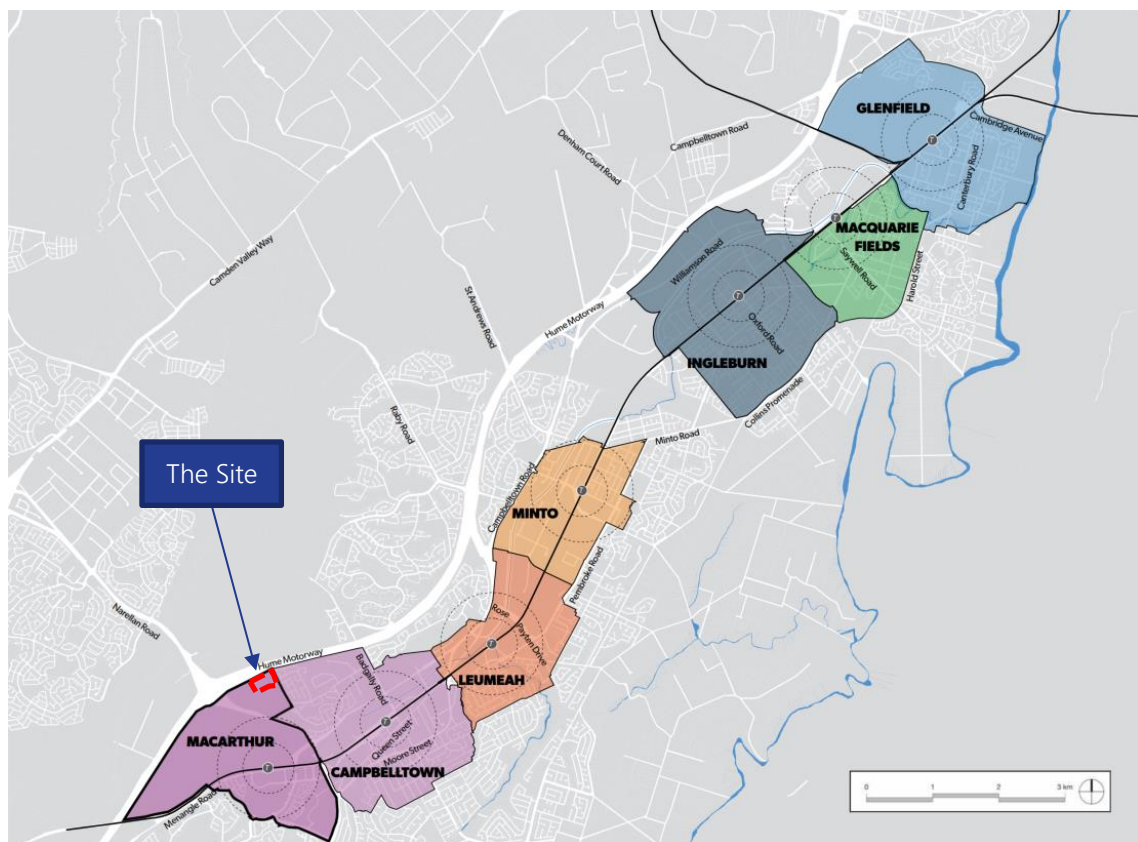 GLENFIELD
Cambridge Avenue
Campbelltown Road
Denham Court Road
Canterbury Road
MACQUARIE
FIELDS
Saywell Road
Harold Street
Williamson Road
Camden Valley Way
St Andrews Road
Hume Motorway
Oxford Road
INGLEBURN
Collins Promenade
Raby Road
Minto Road
The Site
Campbelltown Road
MINTO
Pembroke Road
Narellan Road
Rose
Payten Drive
Hume Motorway
Badgally Road
LEUMEAH
MACARTHUR
Queen Street
Moore Street
CAMPBELLTOWN
Menangle Road
0 1 2 3 km
T
T
T
T
T
T
T